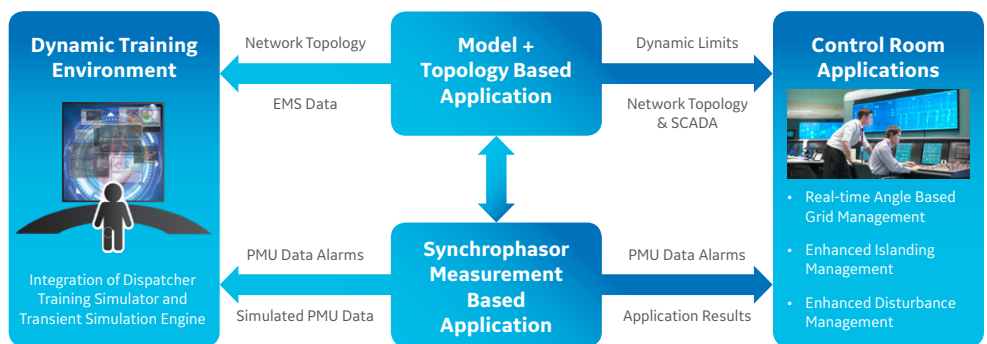 Dynamic Training
Environment
Integration of Dispatcher
Training Simulator and
Transient Simulation Engine
Network Topology
EMS Data
PMU Data Alarms
Simulated PMU Data
Model +
Topology Based
Application
Synchrophasor
Measurement
Based
Application
Dynamic Limits
Network Topology
& SCADA
PMU Data Alarms
Application Results
Control Room
Applications
• Real-time Angle Based
Grid Management
• Enhanced Islanding
Management
• Enhanced Disturbance
Management